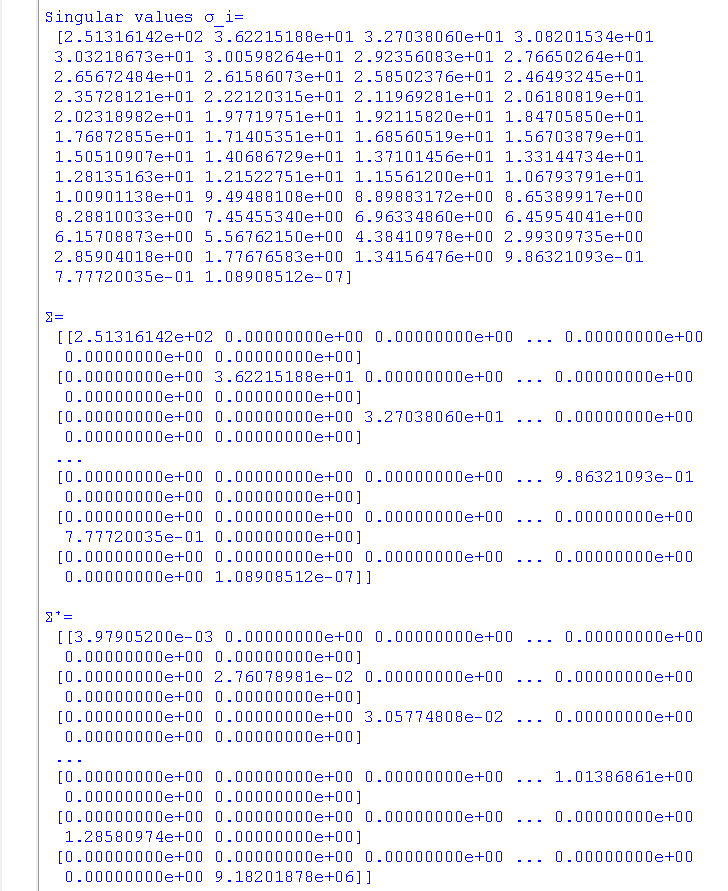 Singular values σ_i=
[2.51316142e+02 3.62215188e+01 3.27038060e+01 3.08201534e+01
3.03218673e+01 3.00598264e+01 2.92356083e+01 2.76650264e+01
2.65672484e+01 2.61586073e+01 2.58502376e+01 2.46493245e+01
2.35728121e+01 2.22120315e+01 2.11969281e+01 2.06180819e+01
2.02318982e+01 1.97719751e+01 1.92115820e+01 1.84705850e+01
1.76872855e+01 1.71405351e+01 1.68560519e+01 1.56703879e+01
1.50510907e+01 1.40686729e+01 1.37101456e+01 1.33144734e+01
1.28135163e+01 1.21522751e+01 1.15561200e+01 1.06793791e+01
1.00901138e+01 9.49488108e+00 8.89883172e+00 8.65389917e+00
8.28810033e+00 7.45455340e+00 6.96334860e+00 6.45954041e+00
6.15708873e+00 5.56762150e+00 4.38410978e+00 2.99309735e+00
2.85904018e+00 1.77676583e+00 1.34156476e+00 9.86321093e-01
7.77720035e-01 1.08908512e-07]
Σ=
[[2.51316142e+02 0.00000000e+00 0.00000000e+00 ... 0.00000000e+00
0.00000000e+00 0.00000000e+00]
[0.00000000e+00 3.62215188e+01 0.00000000e+00 ... 0.00000000e+00
0.00000000e+00 0.00000000e+00]
[0.00000000e+00 0.00000000e+00 3.27038060e+01 ... 0.00000000e+00
0.00000000e+00 0.00000000e+00]
...
[0.00000000e+00 0.00000000e+00 0.00000000e+00 ... 9.86321093e-01
0.00000000e+00 0.00000000e+00]
[0.00000000e+00 0.00000000e+00 0.00000000e+00 ... 0.00000000e+00
7.77720035e-01 0.00000000e+00]
[0.00000000e+00 0.00000000e+00 0.00000000e+00 ... 0.00000000e+00
0.00000000e+00 1.08908512e-07]]
Σ⁺=
[[3.97905200e-03 0.00000000e+00 0.00000000e+00 ... 0.00000000e+00
0.00000000e+00 0.00000000e+00]
[0.00000000e+00 2.76078981e-02 0.00000000e+00 ... 0.00000000e+00
0.00000000e+00 0.00000000e+00]
[0.00000000e+00 0.00000000e+00 3.05774808e-02 ... 0.00000000e+00
0.00000000e+00 0.00000000e+00]
...
[0.00000000e+00 0.00000000e+00 0.00000000e+00 ... 1.01386861e+00
0.00000000e+00 0.00000000e+00]
[0.00000000e+00 0.00000000e+00 0.00000000e+00 ... 0.00000000e+00
1.28580974e+00 0.00000000e+00]
[0.00000000e+00 0.00000000e+00 0.00000000e+00 ... 0.00000000e+00
0.00000000e+00 9.18201878e+06]]